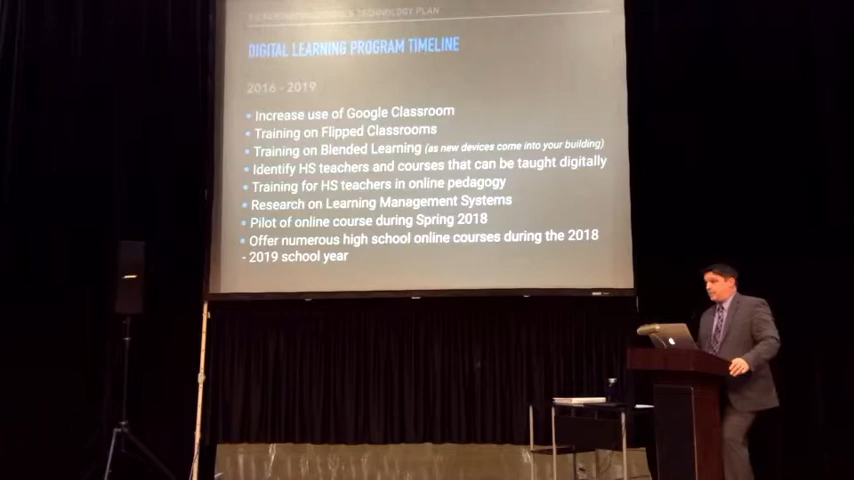 TECHNOLOGY PLAN
DIGITAL LEARNING PROGRAM TIMELINE
2016 - 2019
• Increase use of Google Classroom
• Training on Flipped Classrooms
• Training on Blended Learning (as new devices come into your building)
• Identify HS teachers and courses that can be taught digitally
• Training for HS teachers in online pedagogy
• Research on Learning Management Systems
• Pilot of online course during Spring 2018
• Offer numerous high school online courses during the 2018
- 2019 school year